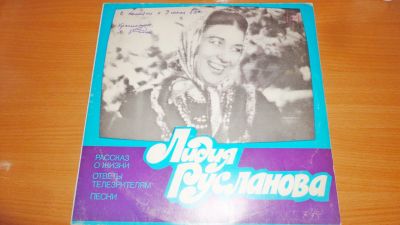 Лидия
Русланова
РАССКАЗ
О ЖИЗНИ
ОТВЕТЫ
ТЕЛЕЗРИТЕЛЯМ
ПЕСНИ